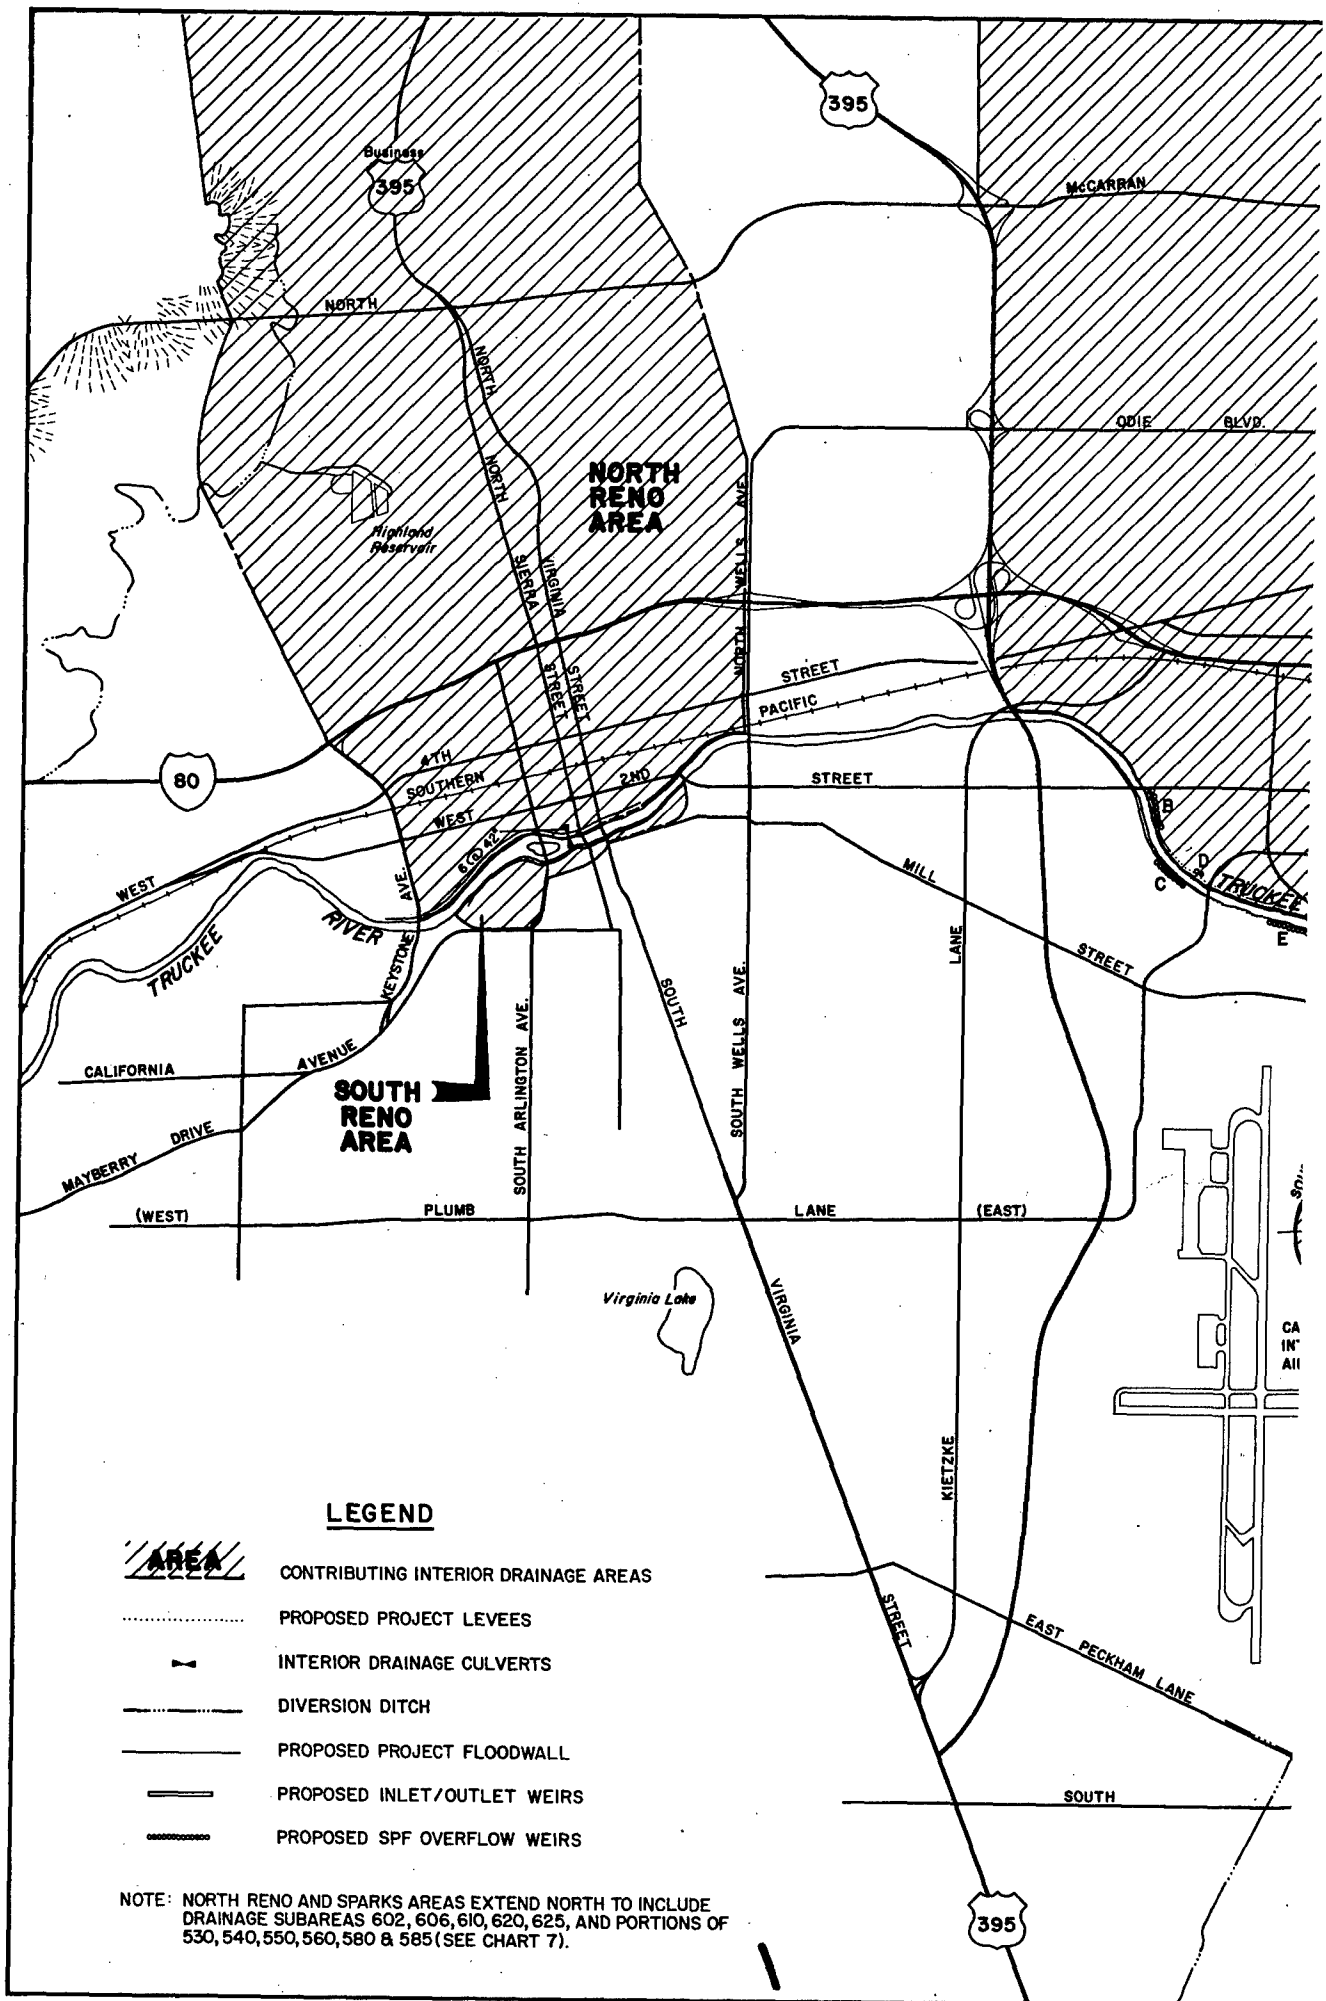 395
Business
395
McCARRAN
NORTH
NORTH
ODIE BLVD.
NORTH
RENO
AREA
NORTH
Highland
Reservoir
NORTH WELLS AVE.
SIERRA
VIRGINIA
STREET
STREET
STREET
PACIFIC
4TH
SOUTHERN
2ND
STREET
80
WEST
B
6 @ 42"
MILL
D
C
TRUCKEE
WEST
AVE.
RIVER
E
TRUCKEE
KEYSTONE
LANE
STREET
SOUTH
SOUTH WELLS AVE.
SOUTH ARLINGTON AVE.
CALIFORNIA
AVENUE
SOUTH
RENO
AREA
DRIVE
MAYBERRY
(WEST)
PLUMB
LANE
(EAST)
SOU
Virginia Lake
VIRGINIA
CA
INT
AI
KIETZKE
LEGEND
AREA
CONTRIBUTING INTERIOR DRAINAGE AREAS
PROPOSED PROJECT LEVEES
STREET
EAST PECKHAM LANE
INTERIOR DRAINAGE CULVERTS
DIVERSION DITCH
PROPOSED PROJECT FLOODWALL
PROPOSED INLET/OUTLET WEIRS
SOUTH
PROPOSED SPF OVERFLOW WEIRS
NOTE: NORTH RENO AND SPARKS AREAS EXTEND NORTH TO INCLUDE
DRAINAGE SUBAREAS 602, 606, 610, 620, 625, AND PORTIONS OF
530, 540, 550, 560, 580 & 585 (SEE CHART 7).
395